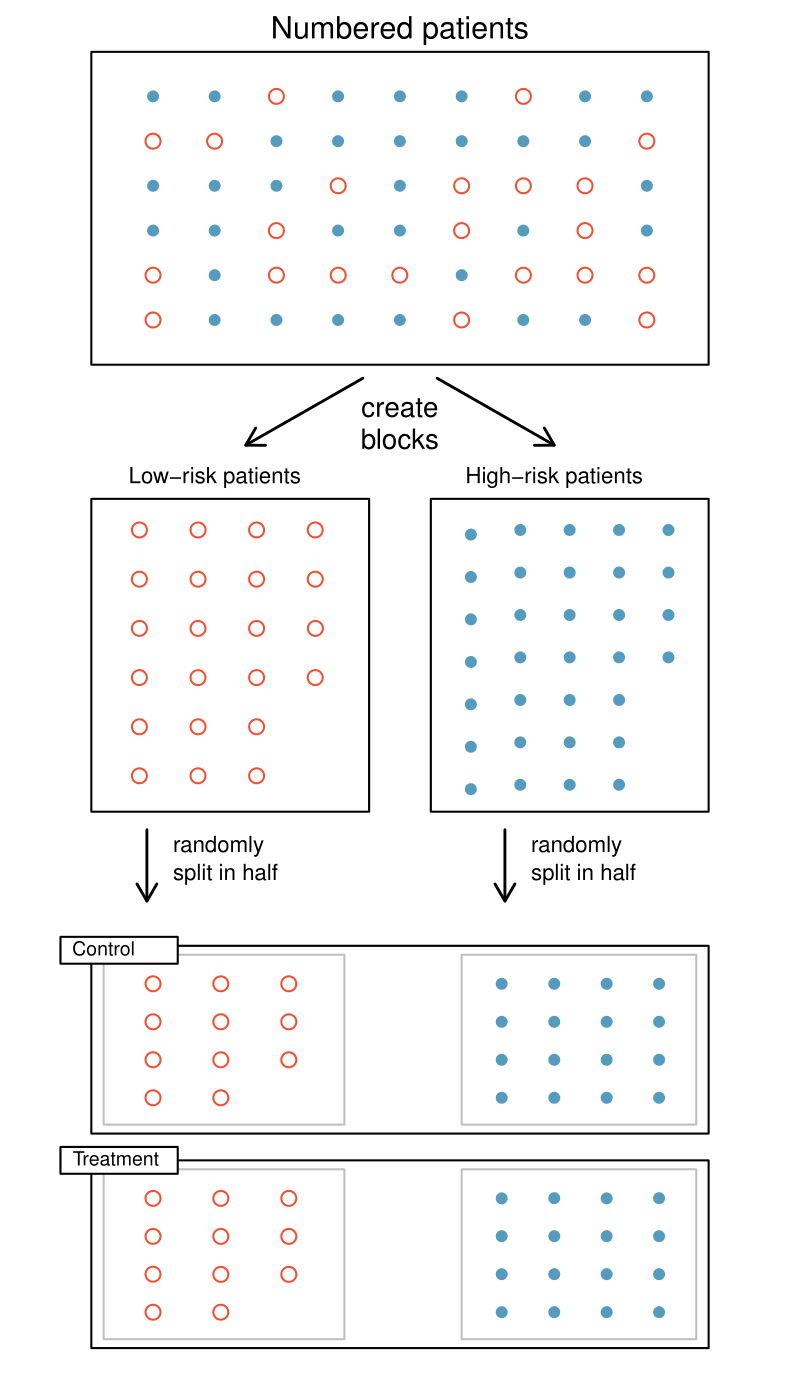 Numbered patients
create
blocks
Low−risk patients
High−risk patients
randomly
split in half
randomly
split in half
Control
Treatment